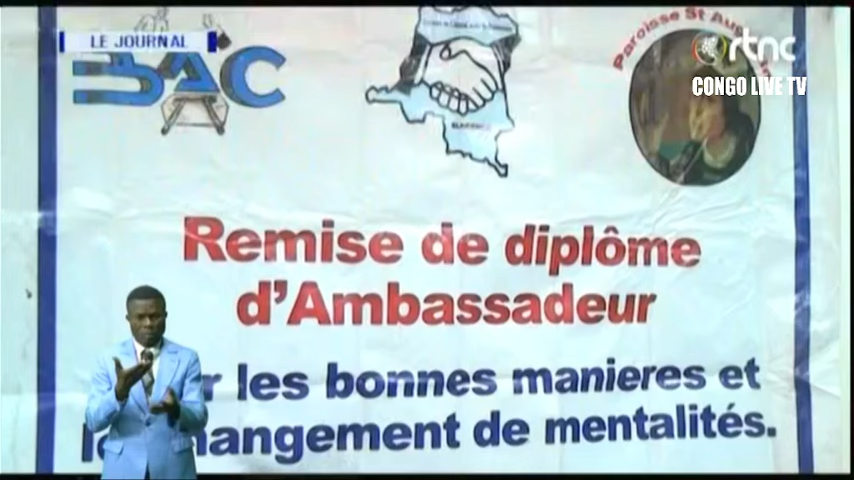 LE JOURNAL
rtnc
CONGO LIVE TV
BAC
Paroisse St Aug
Remise de diplôme
d'Ambassadeur
les bonnes manieres et
changement de mentalités.